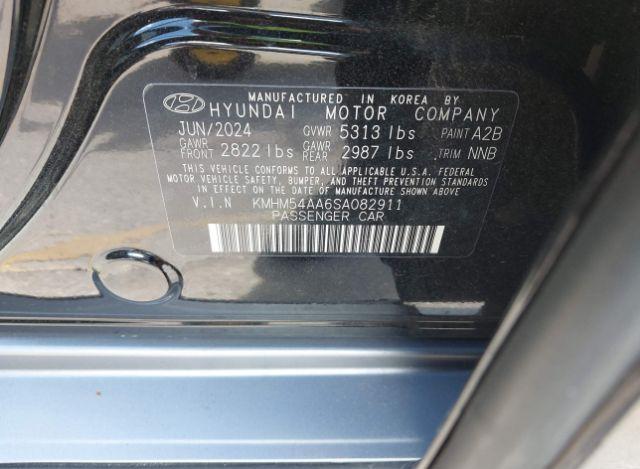 MANUFACTURED IN KOREA BY
HYUNDAI MOTOR COMPANY
JUN/2024 GVWR 5313 lbs PAINT A2B
GAWR FRONT 2822 lbs GAWR REAR 2987 lbs TRIM NNB
THIS VEHICLE CONFORMS TO ALL APPLICABLE U.S.A. FEDERAL
MOTOR VEHICLE SAFETY, BUMPER, AND THEFT PREVENTION STANDARDS
IN EFFECT ON THE DATE OF MANUFACTURE SHOWN ABOVE.
V.I.N KMHM54AA6SA082911
PASSENGER CAR